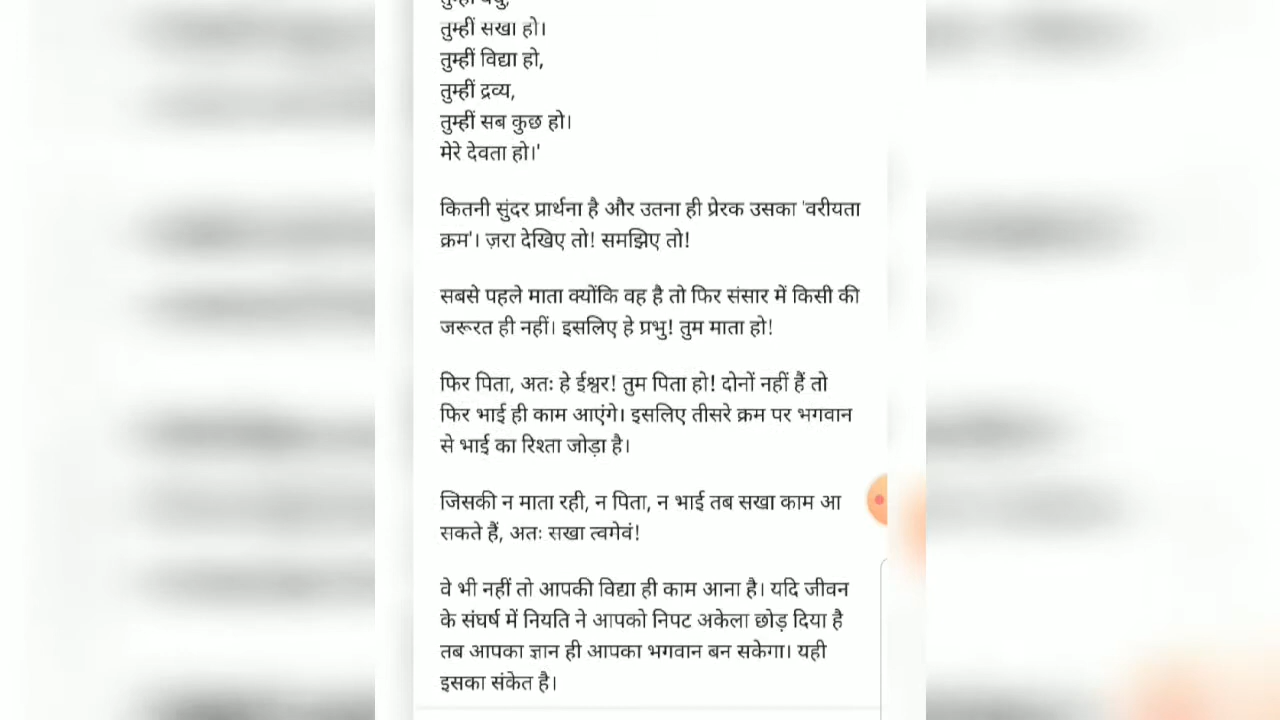 तुम्हीं सखा हो।
तुम्हीं विद्या हो,
तुम्हीं द्रव्य,
तुम्हीं सब कुछ हो।
मेरे देवता हो।'
कितनी सुंदर प्रार्थना है और उतना ही प्रेरक उसका 'वरीयता
क्रम'। ज़रा देखिए तो! समझिए तो!
सबसे पहले माता क्योंकि वह है तो फिर संसार में किसी की
जरूरत ही नहीं। इसलिए हे प्रभु! तुम माता हो!
फिर पिता, अतः हे ईश्वर! तुम पिता हो! दोनों नहीं हैं तो
फिर भाई ही काम आएंगे। इसलिए तीसरे क्रम पर भगवान
से भाई का रिश्ता जोड़ा है।
जिसकी न माता रही, न पिता, न भाई तब सखा काम आ
सकते हैं, अतः सखा त्वगेवं!
वे भी नहीं तो आपकी विद्या ही काम आना है। यदि जीवन
के संघर्ष में नियति ने आपको निपट अकेला छोड़ दिया है
तब आपका ज्ञान ही आपका भगवान बन सकेगा। यही
इसका संकेत है।